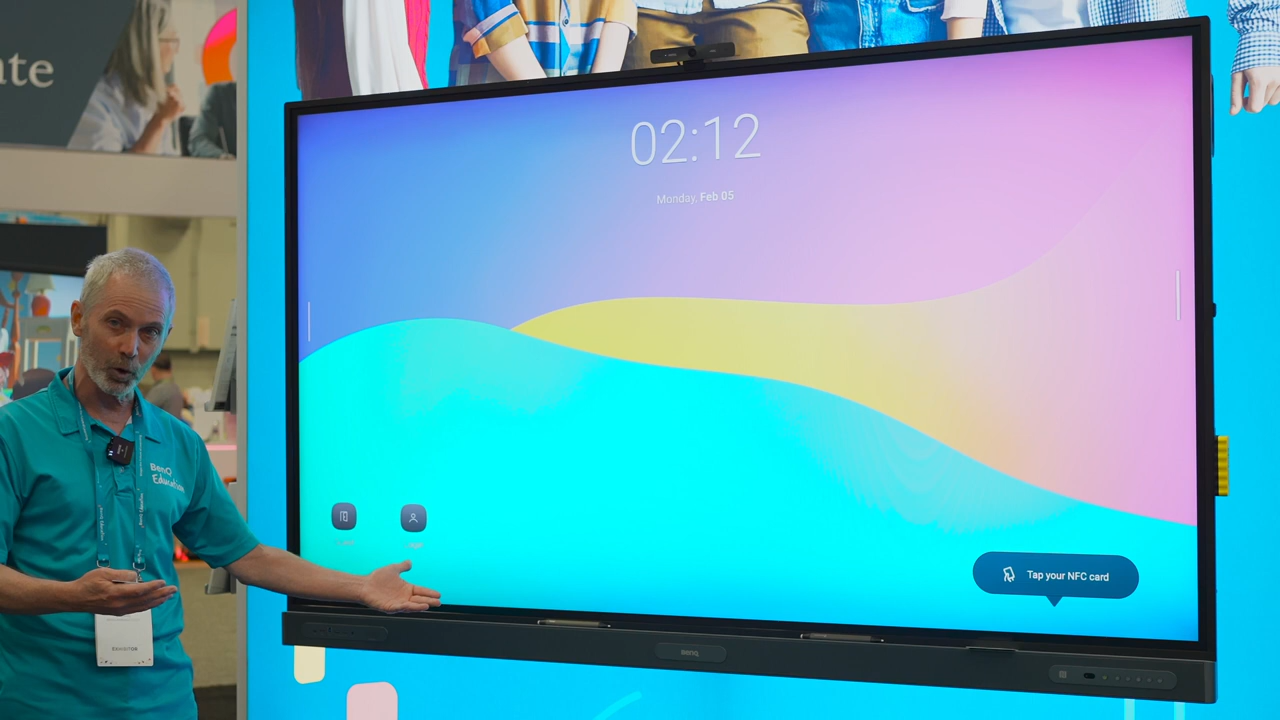 ate
02:12
Monday, Feb 05
BenQ
Education
Tap your NFC card
EXHIBITOR
BenQ